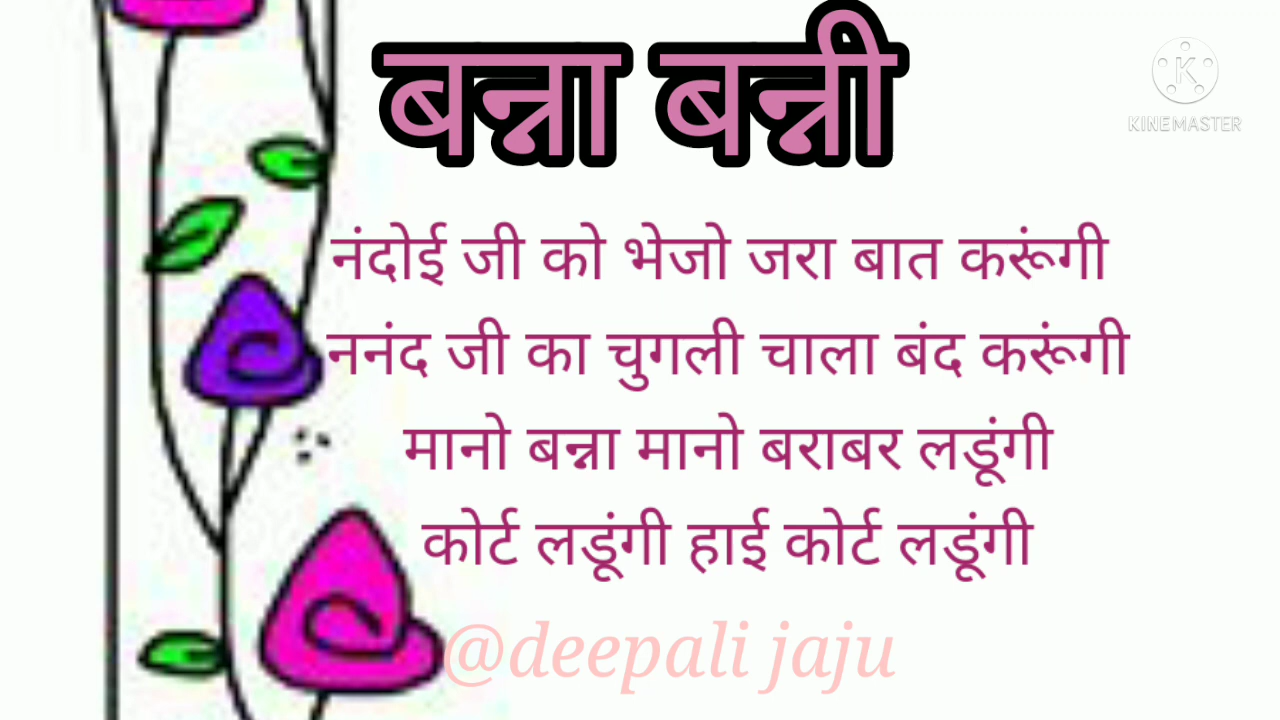 बन्ना बन्नी
KINEMASTER
नंदोई जी को भेजो जरा बात करूंगी
ननंद जी का चुगली चाला बंद करूंगी
मानो बन्ना मानो बराबर लडूंगी
कोर्ट लडूंगी हाई कोर्ट लडूंगी
@deepali jaju